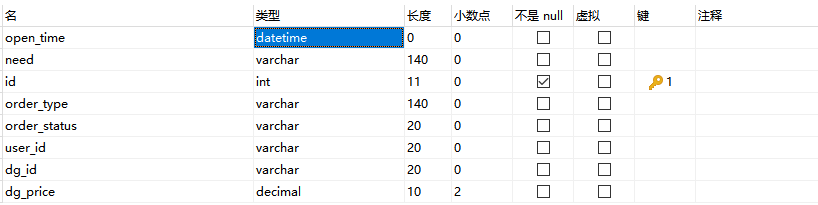 名 类型 长度 小数点 不是 null 虚拟 键 注释
open_time datetime 0 0
need varchar 140 0
id int 11 0 1
order_type varchar 140 0
order_status varchar 20 0
user_id varchar 20 0
dg_id varchar 20 0
dg_price decimal 10 2